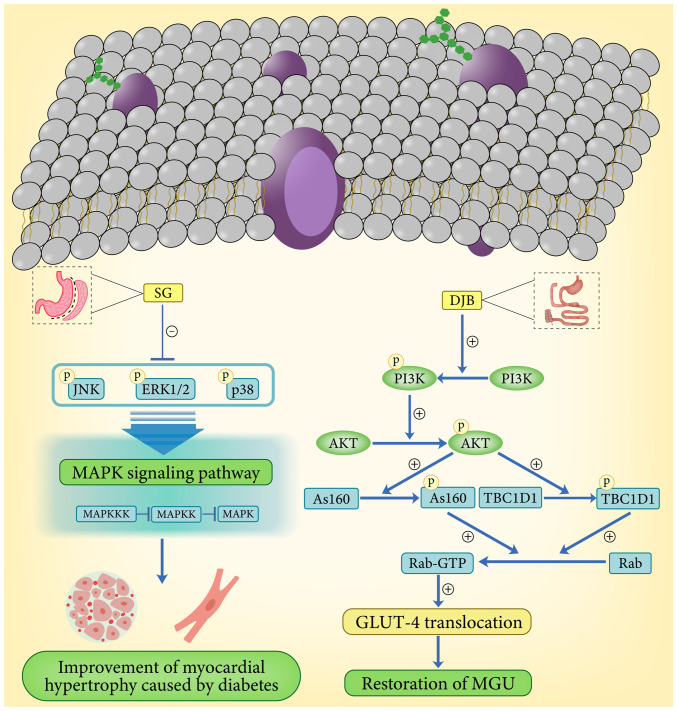 SG
−
P
JNK
P
ERK1/2
P
p38
MAPK signaling pathway
MAPKKK
MAPKK
MAPK
Improvement of myocardial
hypertrophy caused by diabetes
DJB
+
P
PI3K
PI3K
+
AKT
P
AKT
+
+
As160
P
As160
TBC1D1
P
TBC1D1
+
+
Rab-GTP
Rab
+
GLUT-4 translocation
Restoration of MGU